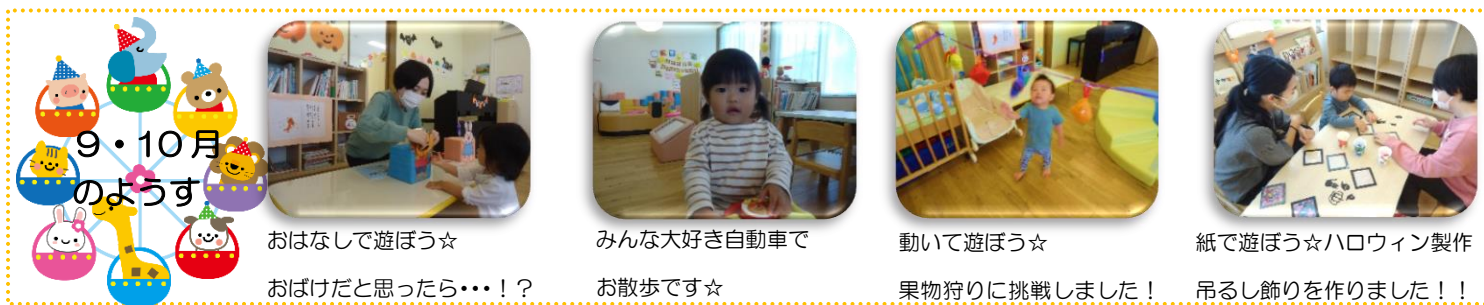 9・10月
のようす
おはなしで遊ぼう☆
おばけだと思ったら・・・！？
みんな大好き自動車で
お散歩です☆
動いて遊ぼう☆
果物狩りに挑戦しました！
紙で遊ぼう☆ハロウィン製作
吊るし飾りを作りました！！